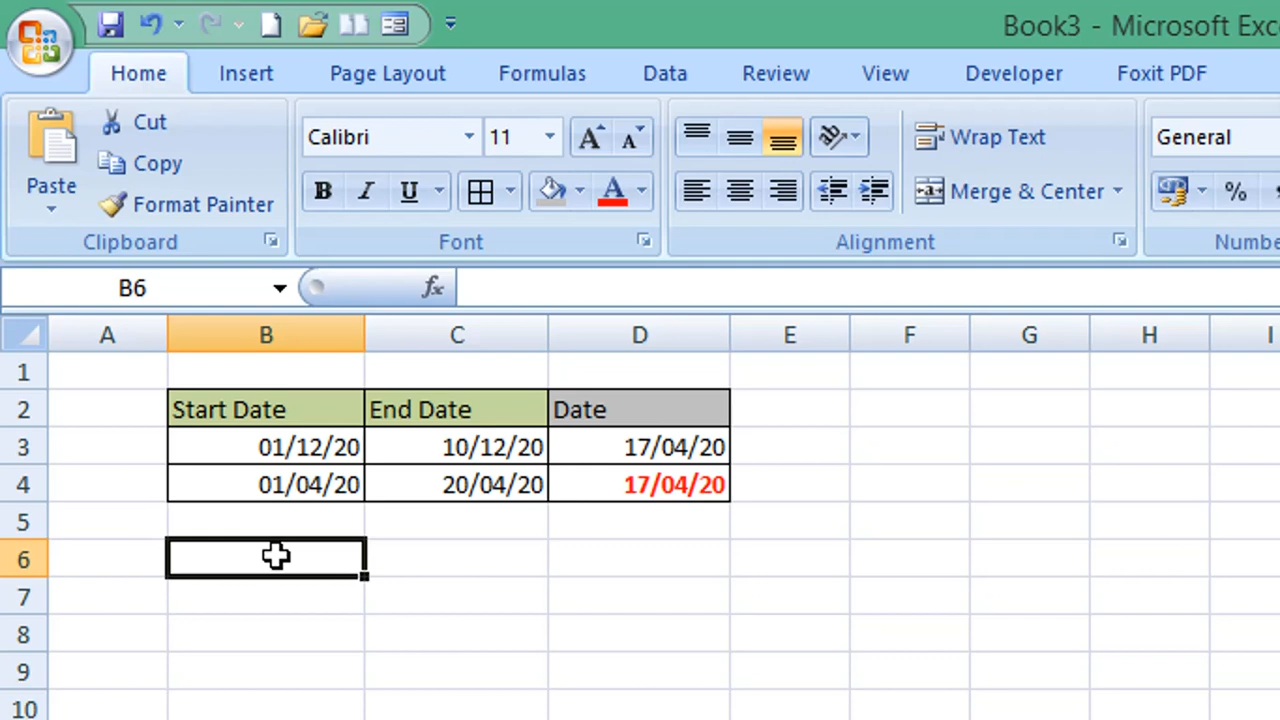 Book3 - Microsoft Exc
Home Insert Page Layout Formulas Data Review View Developer Foxit PDF
Cut
Copy
Format Painter
Paste
Clipboard
Calibri 11
A A
B I U A
Font
Wrap Text
Merge & Center
Alignment
General
%
Numbe
B6 fx
A B C D E F G H I
1
2 Start Date End Date Date
3 01/12/20 10/12/20 17/04/20
4 01/04/20 20/04/20 17/04/20
5
6
7
8
9
10